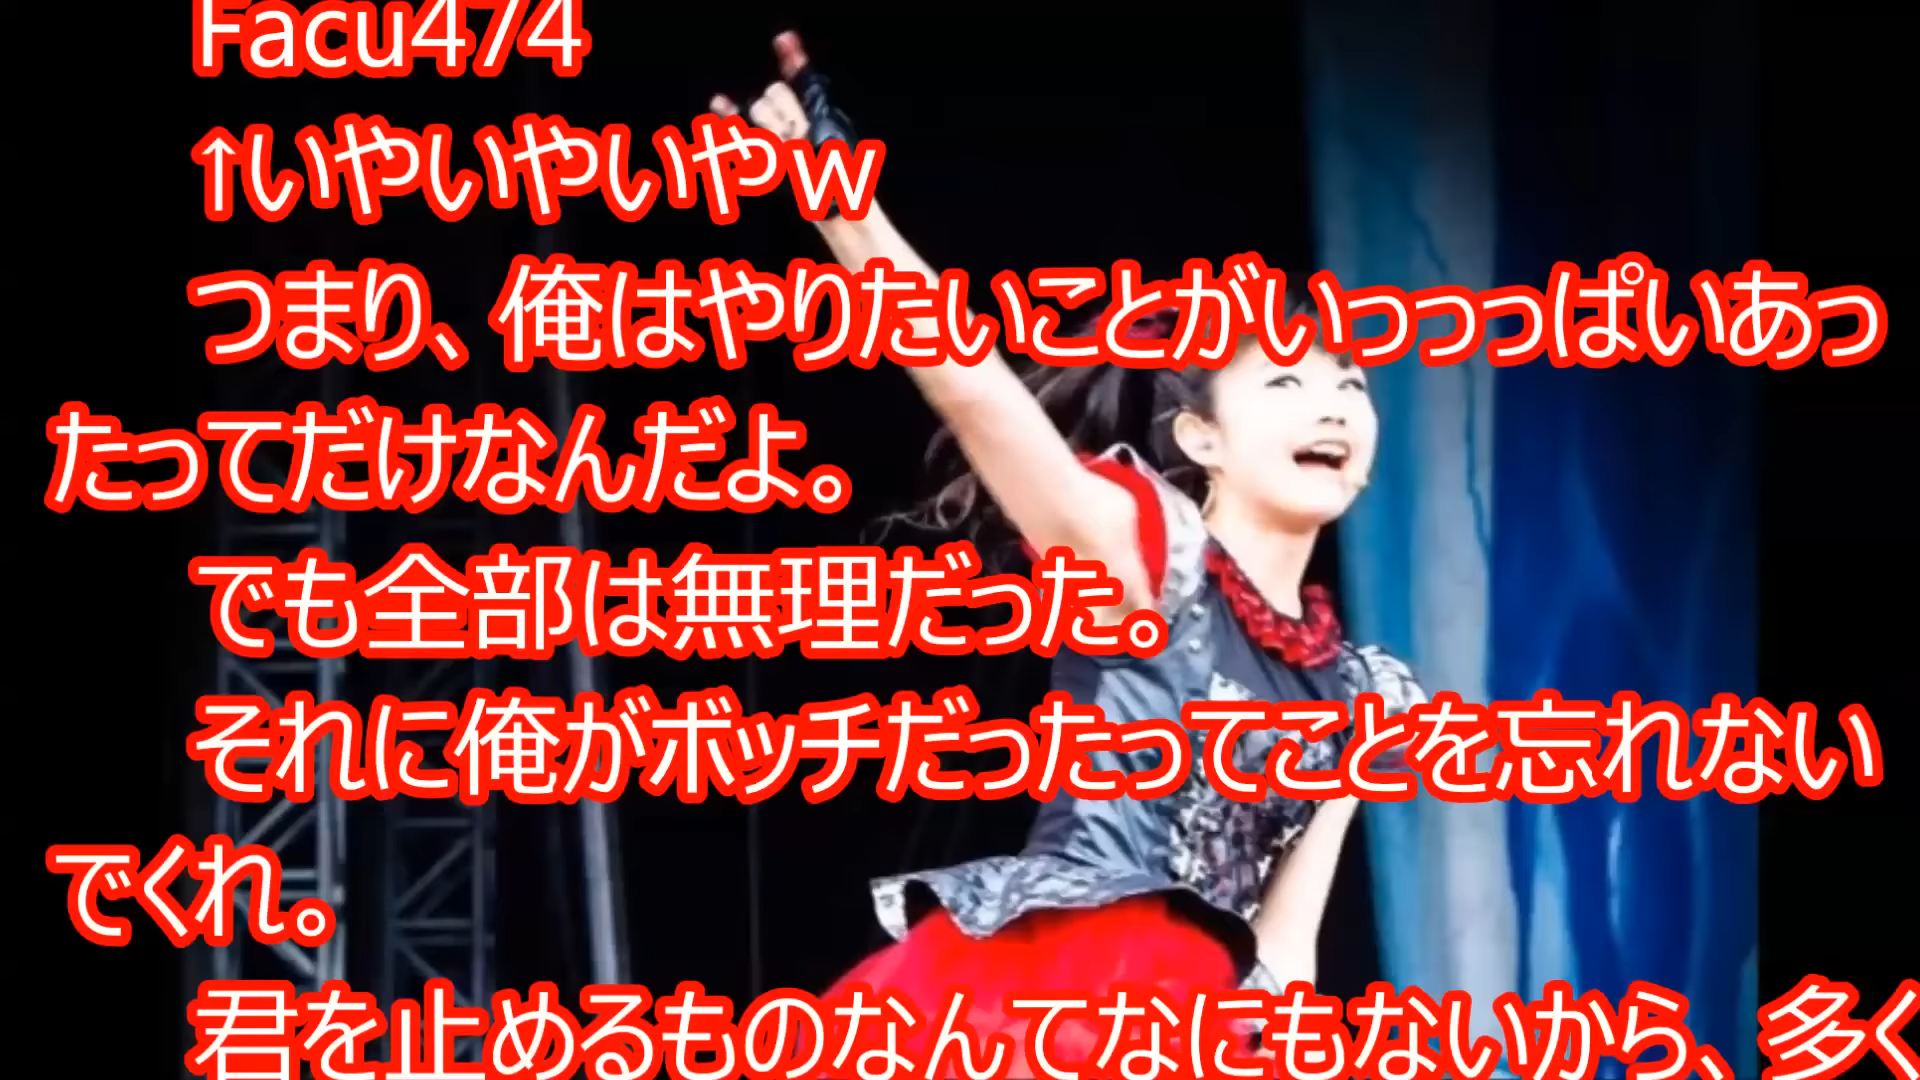 Facu474
↑いやいやいやｗ
つまり、俺はやりたいことがいっっっぱいあっ
たってだけなんだよ。
でも全部は無理だった。
それに俺がボッチだったってことを忘れない
でくれ。
君を止めるものなんてなにもないから、多く